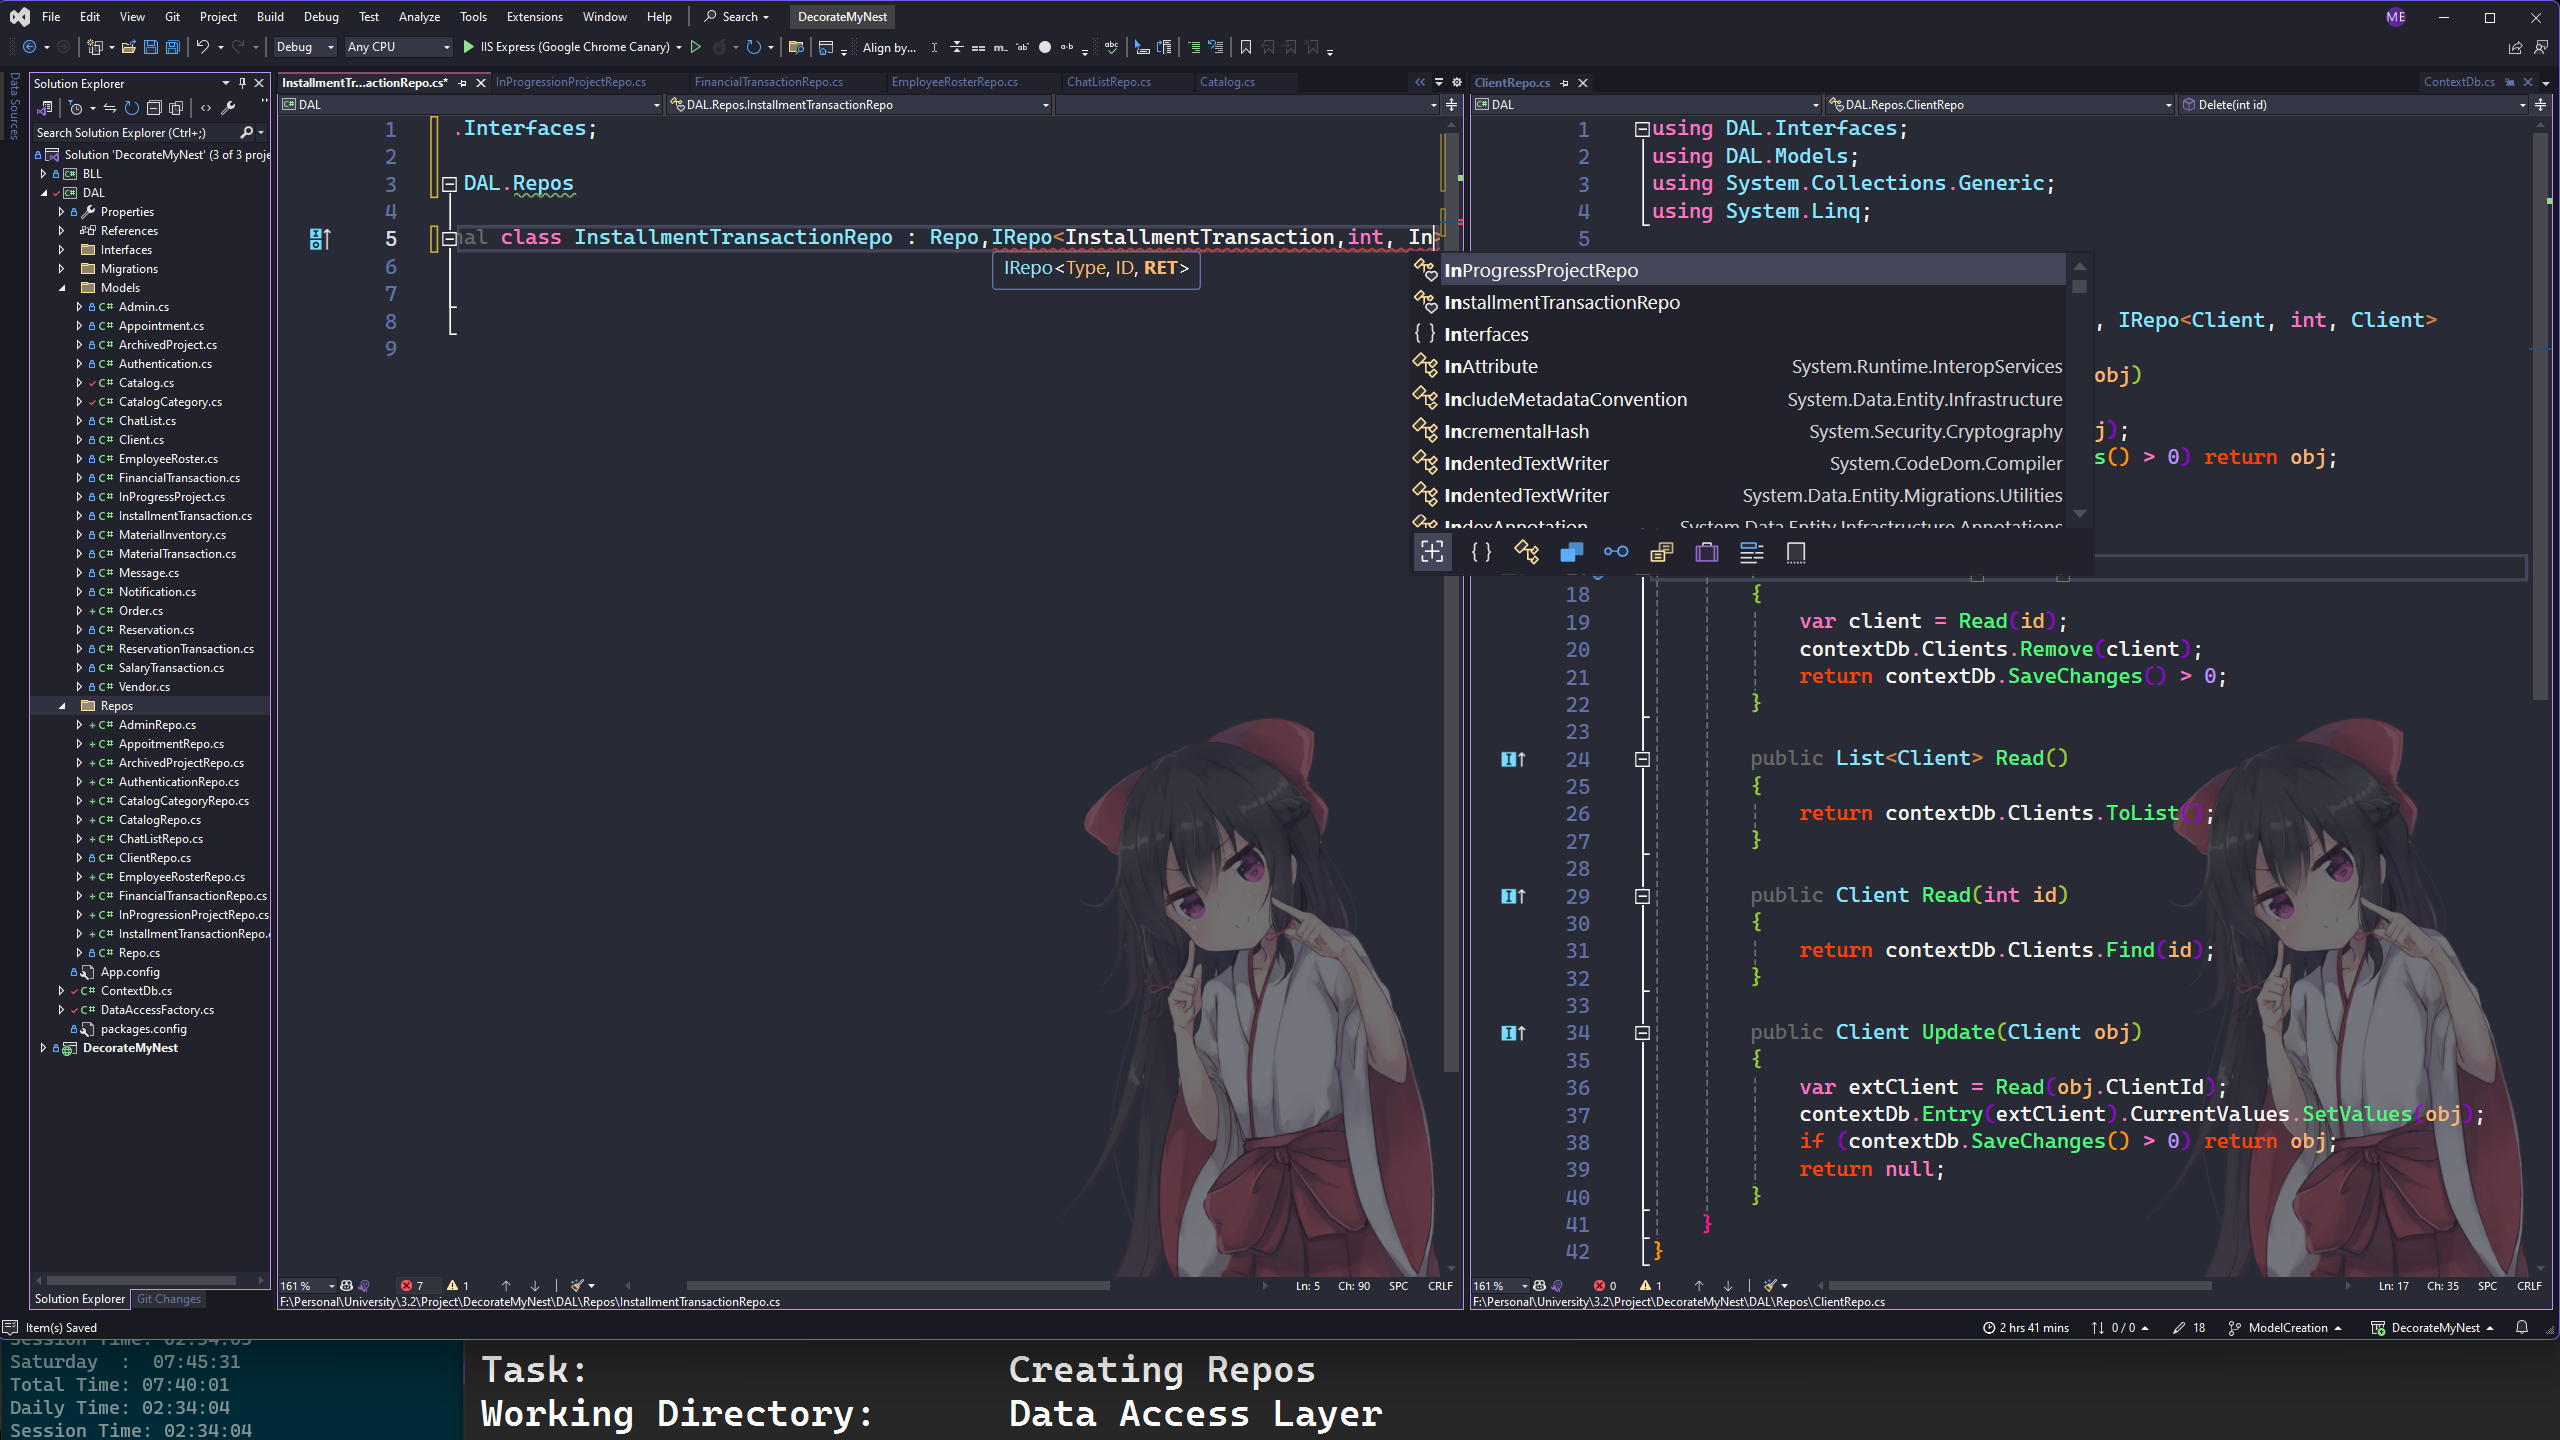 File Edit View Git Project Build Debug Test Analyze Tools Extensions Window Help Search DecorateMyNest ME
Debug Any CPU IIS Express (Google Chrome Canary) Align by...
Data Sources
Solution Explorer
Search Solution Explorer (Ctrl+;)
Solution 'DecorateMyNest' (3 of 3 proje
BLL
DAL
Properties
References
Interfaces
Migrations
Models
C# Admin.cs
C# Appointment.cs
C# ArchivedProject.cs
C# Authentication.cs
C# Catalog.cs
C# CatalogCategory.cs
C# ChatList.cs
C# Client.cs
C# EmployeeRoster.cs
C# FinancialTransaction.cs
C# InProgressProject.cs
C# InstallmentTransaction.cs
C# MaterialInventory.cs
C# MaterialTransaction.cs
C# Message.cs
C# Notification.cs
C# Order.cs
C# Reservation.cs
C# ReservationTransaction.cs
C# SalaryTransaction.cs
C# Vendor.cs
Repos
C# AdminRepo.cs
C# AppoitmentRepo.cs
C# ArchivedProjectRepo.cs
C# AuthenticationRepo.cs
C# CatalogCategoryRepo.cs
C# CatalogRepo.cs
C# ChatListRepo.cs
C# ClientRepo.cs
C# EmployeeRosterRepo.cs
C# FinancialTransactionRepo.cs
C# InProgressionProjectRepo.cs
C# InstallmentTransactionRepo.
C# Repo.cs
App.config
C# ContextDb.cs
C# DataAccessFactory.cs
packages.config
DecorateMyNest
Solution Explorer Git Changes
InstallmentTr...actionRepo.cs* InProgressionProjectRepo.cs FinancialTransactionRepo.cs EmployeeRosterRepo.cs ChatListRepo.cs Catalog.cs
DAL DAL.Repos.InstallmentTransactionRepo
1 .Interfaces;
2
3 DAL.Repos
4
5 nal class InstallmentTransactionRepo : Repo,IRepo<InstallmentTransaction,int, In>
6
7
8
9
IRepo<Type, ID, RET>
InProgressProjectRepo
InstallmentTransactionRepo
{ } Interfaces
InAttribute System.Runtime.InteropServices
IncludeMetadataConvention System.Data.Entity.Infrastructure
IncrementalHash System.Security.Cryptography
IndentedTextWriter System.CodeDom.Compiler
IndentedTextWriter System.Data.Entity.Migrations.Utilities
IndexAnnotation System.Data.Entity.Infrastructure.Annotations
{ }
161 % 7 1 Ln: 5 Ch: 90 SPC CRLF
F:\Personal\University\3.2\Project\DecorateMyNest\DAL\Repos\InstallmentTransactionRepo.cs
ClientRepo.cs ContextDb.cs
DAL DAL.Repos.ClientRepo Delete(int id)
1 using DAL.Interfaces;
2 using DAL.Models;
3 using System.Collections.Generic;
4 using System.Linq;
5
, IRepo<Client, int, Client>
obj)
j);
s() > 0) return obj;
18 {
19 var client = Read(id);
20 contextDb.Clients.Remove(client);
21 return contextDb.SaveChanges() > 0;
22 }
23
24 public List<Client> Read()
25 {
26 return contextDb.Clients.ToList();
27 }
28
29 public Client Read(int id)
30 {
31 return contextDb.Clients.Find(id);
32 }
33
34 public Client Update(Client obj)
35 {
36 var extClient = Read(obj.ClientId);
37 contextDb.Entry(extClient).CurrentValues.SetValues(obj);
38 if (contextDb.SaveChanges() > 0) return obj;
39 return null;
40 }
41 }
42 }
161 % 0 1 Ln: 17 Ch: 35 SPC CRLF
F:\Personal\University\3.2\Project\DecorateMyNest\DAL\Repos\ClientRepo.cs
Item(s) Saved 2 hrs 41 mins 0 / 0 18 ModelCreation DecorateMyNest
Session Time: 02:34:03
Saturday : 07:45:31
Total Time: 07:40:01
Daily Time: 02:34:04
Session Time: 02:34:04
Task: Creating Repos
Working Directory: Data Access Layer